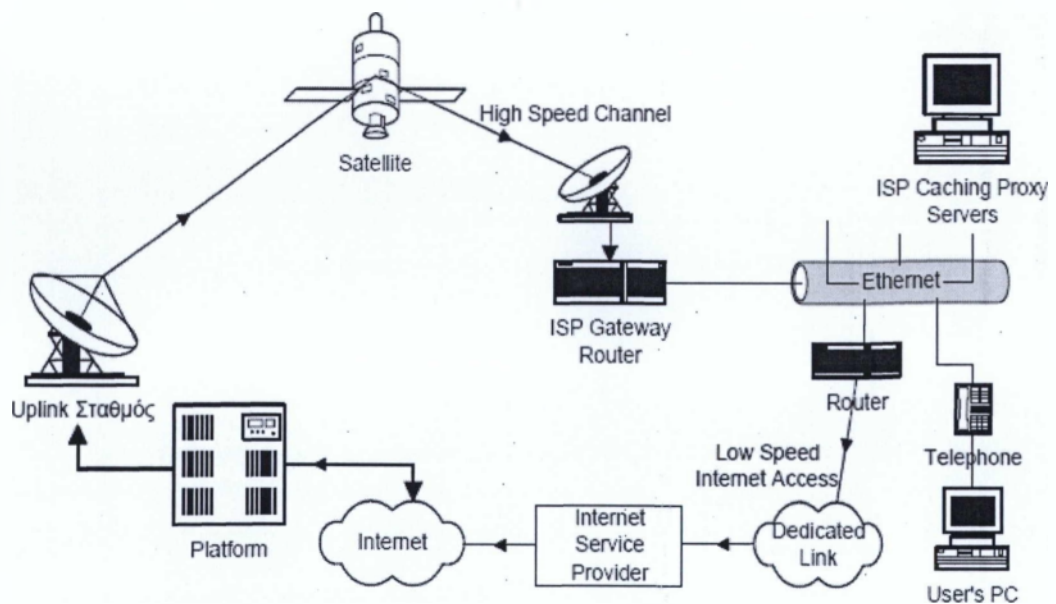 High Speed Channel
Satellite
ISP Caching Proxy
Servers
Ethernet
ISP Gateway
Router
Uplink Σταθμός
Router
Telephone
Low Speed
Internet Access
Platform
Internet
Internet
Service
Provider
Dedicated
Link
User's PC